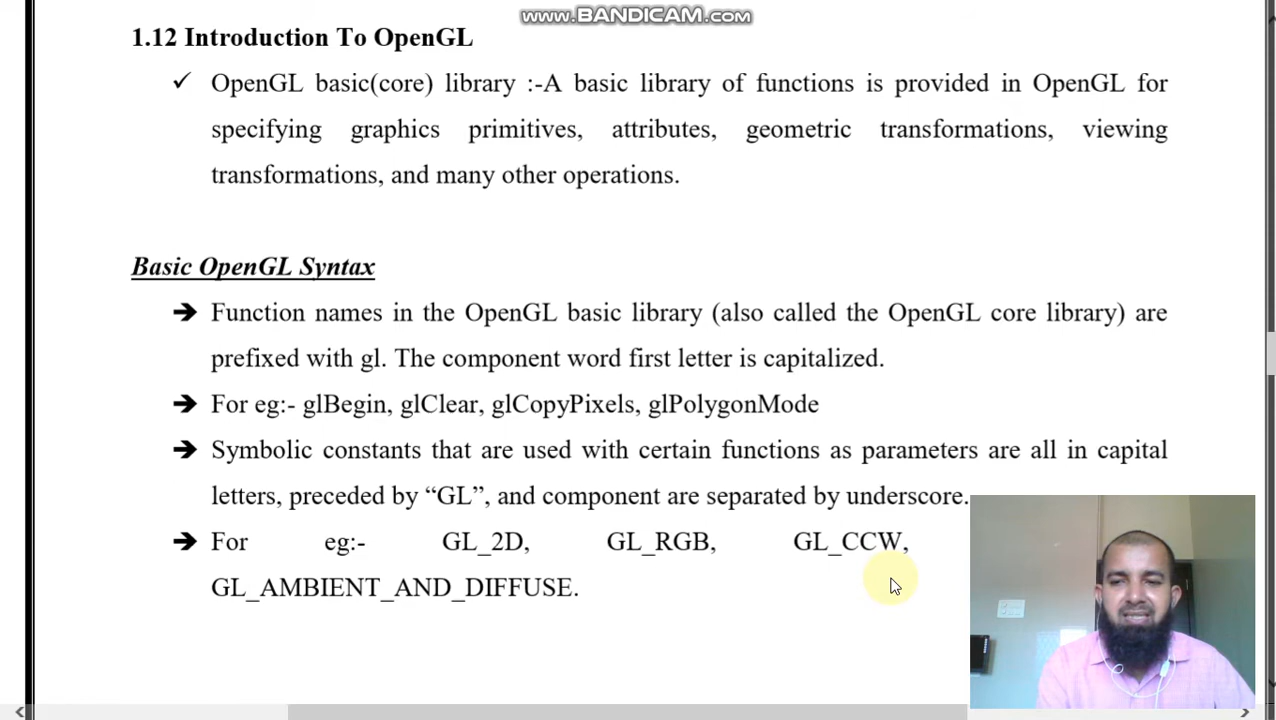 www.BANDICAM.com
1.12 Introduction To OpenGL
✓ OpenGL basic(core) library :-A basic library of functions is provided in OpenGL for
specifying graphics primitives, attributes, geometric transformations, viewing
transformations, and many other operations.
Basic OpenGL Syntax
➔ Function names in the OpenGL basic library (also called the OpenGL core library) are
prefixed with gl. The component word first letter is capitalized.
➔ For eg:- glBegin, glClear, glCopyPixels, glPolygonMode
➔ Symbolic constants that are used with certain functions as parameters are all in capital
letters, preceded by “GL”, and component are separated by underscore.
➔ For eg:- GL_2D, GL_RGB, GL_CCW,
GL_AMBIENT_AND_DIFFUSE.